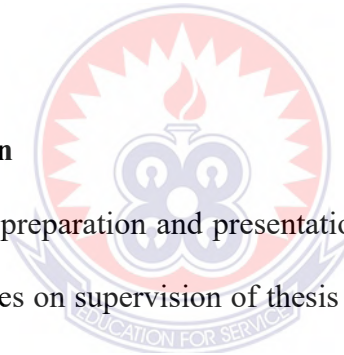 n
preparation and presentatio
es on supervision of thesis
EDUCATION FOR SERVICE